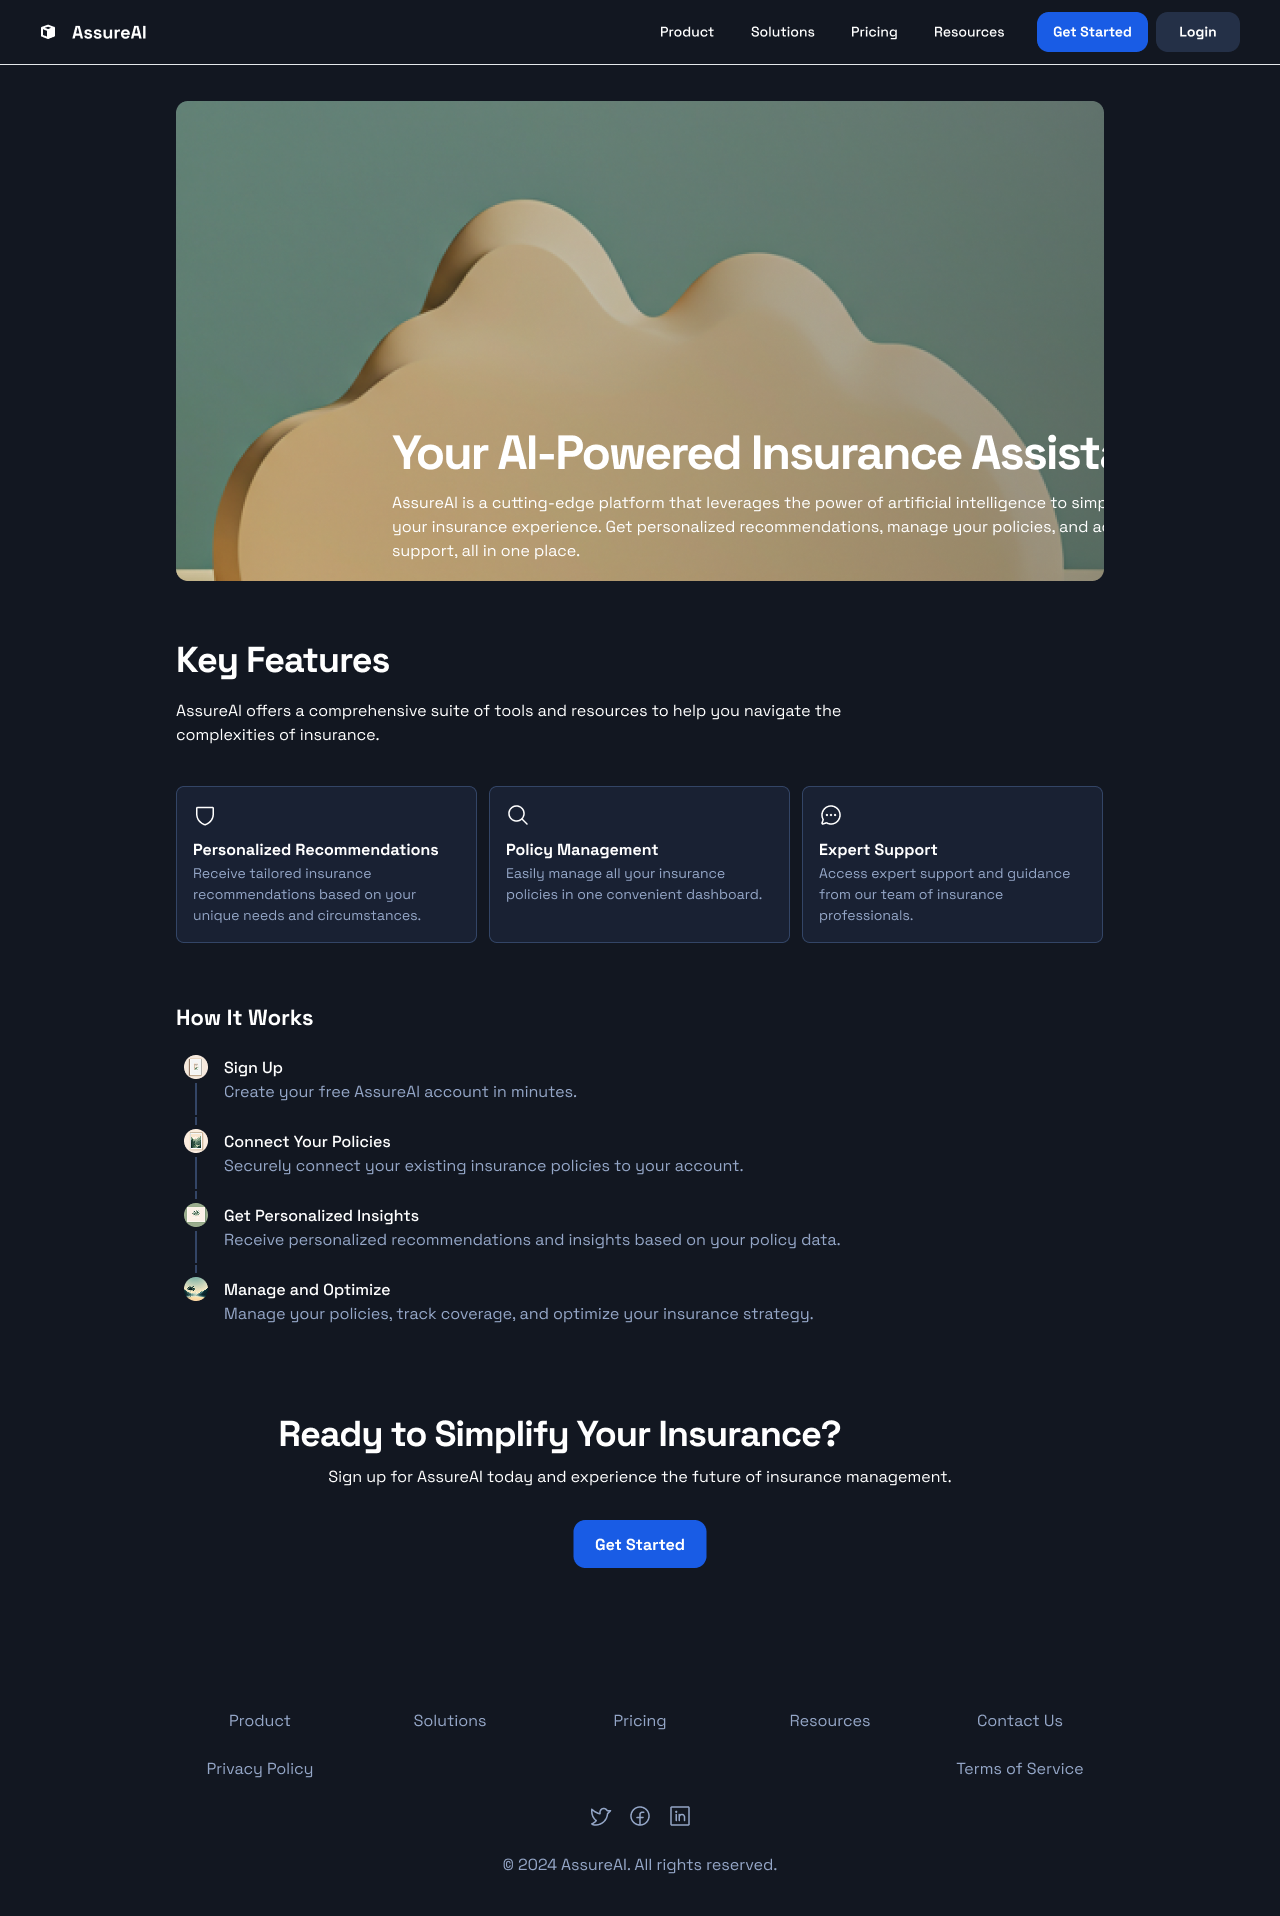 AssureAI
Product
Solutions
Pricing
Resources
Get Started
Login
Your AI-Powered Insurance
AssureAI is a cutting-edge platform that leverages the power of artificial intelligence to
your insurance experience. Get personalized recommendations, manage your policies, and
support, all in one place.
Key Features
AssureAI offers a comprehensive suite of tools and resources to help you navigate the
complexities of insurance.
Personalized Recommendations
Receive tailored insurance
recommendations based on your
unique needs and circumstances.
Policy Management
Easily manage all your insurance
policies in one convenient dashboard.
Expert Support
Access expert support and guidance
from our team of insurance
professionals.
How It Works
Sign Up
Create your free AssureAI account in minutes.
Connect Your Policies
Securely connect your existing insurance policies to your account.
Get Personalized Insights
Receive personalized recommendations and insights based on your policy data.
Manage and Optimize
Manage your policies, track coverage, and optimize your insurance strategy.
Ready to Simplify Your Insurance?
Sign up for AssureAI today and experience the future of insurance management.
Get Started
Product
Solutions
Pricing
Resources
Contact Us
Privacy Policy
Terms of Service
© 2024 AssureAI. All rights reserved.